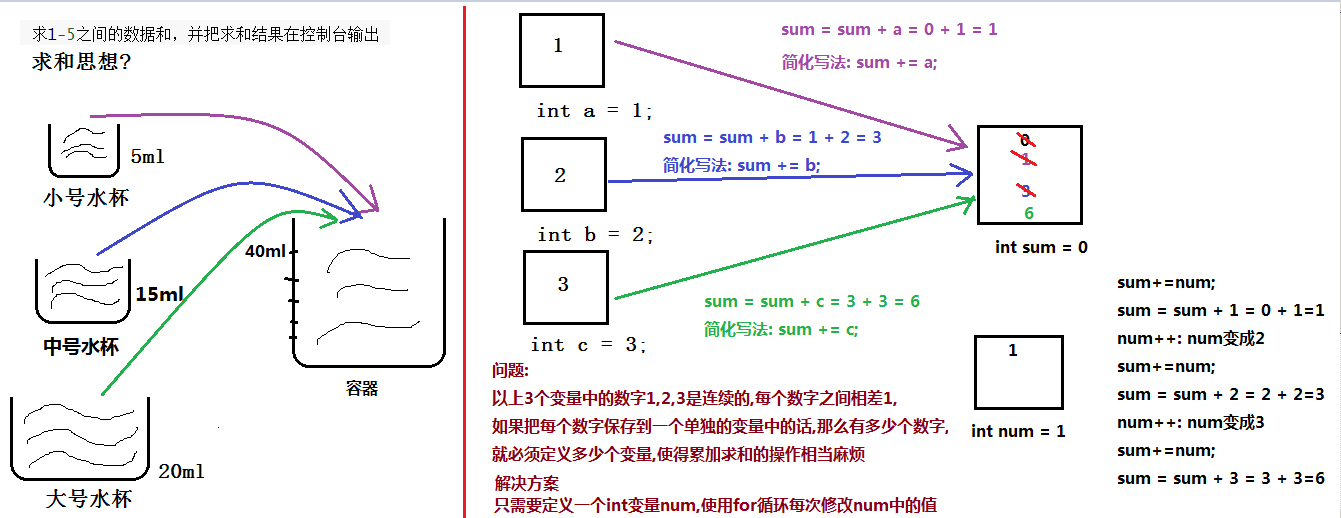 求1-5之间的数据和，并把求和结果在控制台输出
求和思想?
5ml
小号水杯
15ml
中号水杯
20ml
大号水杯
40ml
容器
1
int a = 1;
sum = sum + a = 0 + 1 = 1
简化写法: sum += a;
2
int b = 2;
sum = sum + b = 1 + 2 = 3
简化写法: sum += b;
3
int c = 3;
sum = sum + c = 3 + 3 = 6
简化写法: sum += c;
0
1
3
6
int sum = 0
问题:
以上3个变量中的数字1,2,3是连续的,每个数字之间相差1,
如果把每个数字保存到一个单独的变量中的话,那么有多少个数字,
就必须定义多少个变量,使得累加求和的操作相当麻烦
解决方案
只需要定义一个int变量num,使用for循环每次修改num中的值
1
int num = 1
sum+=num;
sum = sum + 1 = 0 + 1=1
num++: num变成2
sum+=num;
sum = sum + 2 = 2 + 2=3
num++: num变成3
sum+=num;
sum = sum + 3 = 3 + 3=6